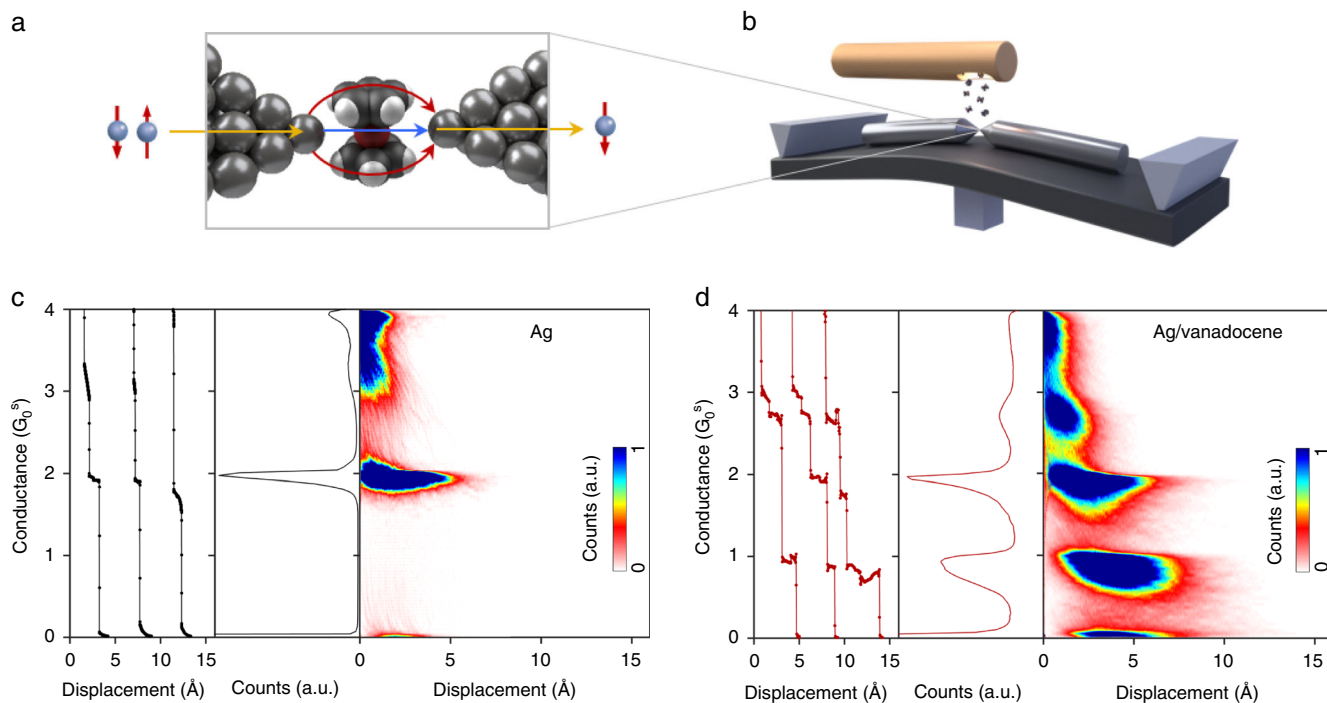 a
b
c
4
3
2
1
0
Conductance (G₀ˢ)
0 5 10 15
Displacement (Å)
Counts (a.u.)
Ag
1
0
Counts (a.u.)
0 5 10 15
Displacement (Å)
d
4
3
2
1
0
Conductance (G₀ˢ)
0 5 10 15
Displacement (Å)
Counts (a.u.)
Ag/vanadocene
1
0
Counts (a.u.)
0 5 10 15
Displacement (Å)